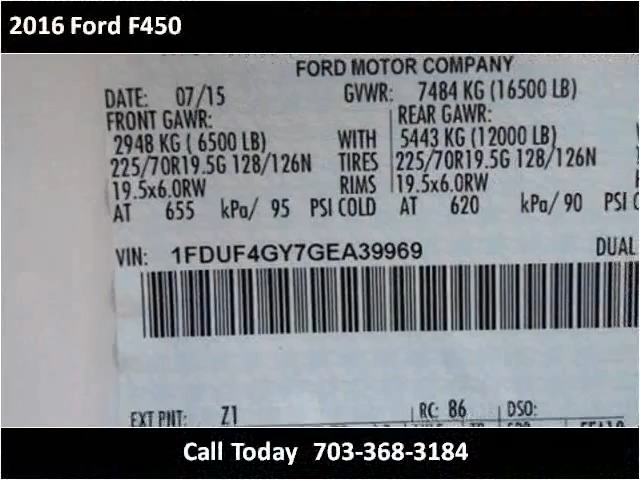 2016 Ford F450
FORD MOTOR COMPANY
DATE: 07/15 GVWR: 7484 KG (16500 LB)
FRONT GAWR: REAR GAWR:
2948 KG ( 6500 LB) WITH 5443 KG (12000 LB)
225/70R19.5G 128/126N TIRES 225/70R19.5G 128/126N
19.5x6.0RW RIMS 19.5x6.0RW
AT 655 kPa/ 95 PSI COLD AT 620 kPa/ 90 PSI
VIN: 1FDUF4GY7GEA39969 DUAL
EXT PNT: Z1 RC: 86 DSO:
Call Today 703-368-3184